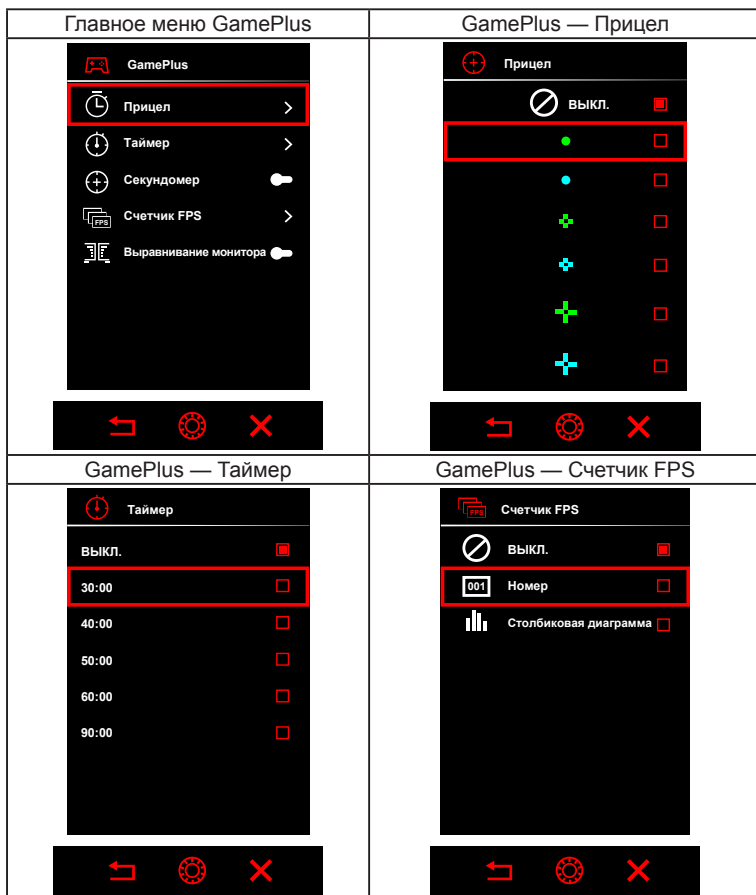 Главное меню GamePlus
GamePlus — Прицел
GamePlus
Прицел
Таймер
Секундомер
FPS
Счетчик FPS
Выравнивание монитора
Прицел
ВЫКЛ.
GamePlus — Таймер
GamePlus — Счетчик FPS
Таймер
ВЫКЛ.
30:00
40:00
50:00
60:00
90:00
FPS
Счетчик FPS
ВЫКЛ.
001
Номер
Столбиковая диаграмма